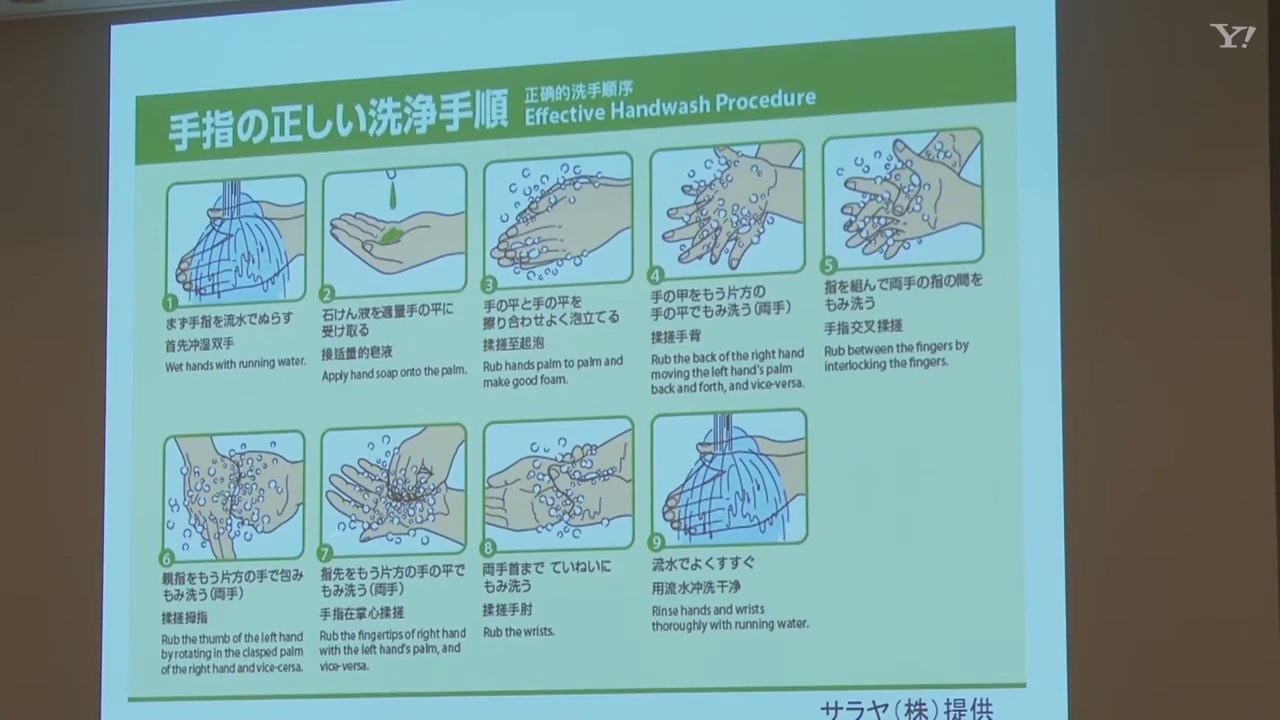 Y!
手指の正しい洗浄手順
正确的洗手顺序
Effective Handwash Procedure
1
まず手指を流水でぬらす
首先冲湿双手
Wet hands with running water.
2
石けん液を適量手の平に
受け取る
接适量的皂液
Apply hand soap onto the palm.
3
手の平と手の平を
擦り合わせよく泡立てる
揉搓至起泡
Rub hands palm to palm and
make good foam.
4
手の甲をもう片方の
手の平でもみ洗う(両手)
揉搓手背
Rub the back of the right hand
moving the left hand's palm
back and forth, and vice-versa.
5
指を組んで両手の指の間を
もみ洗う
手指交叉揉搓
Rub between the fingers by
interlocking the fingers.
6
親指をもう片方の手で包み
もみ洗う(両手)
揉搓拇指
Rub the thumb of the left hand
by rotating in the clasped palm
of the right hand and vice-cersa.
7
指先をもう片方の手の平で
もみ洗う(両手)
手指在掌心揉搓
Rub the fingertips of right hand
with the left hand's palm, and
vice-versa.
8
両手首まで ていねいに
もみ洗う
揉搓手肘
Rub the wrists.
9
流水でよくすすぐ
用流水冲洗干净
Rinse hands and wrists
thoroughly with running water.
サラヤ(株)提供